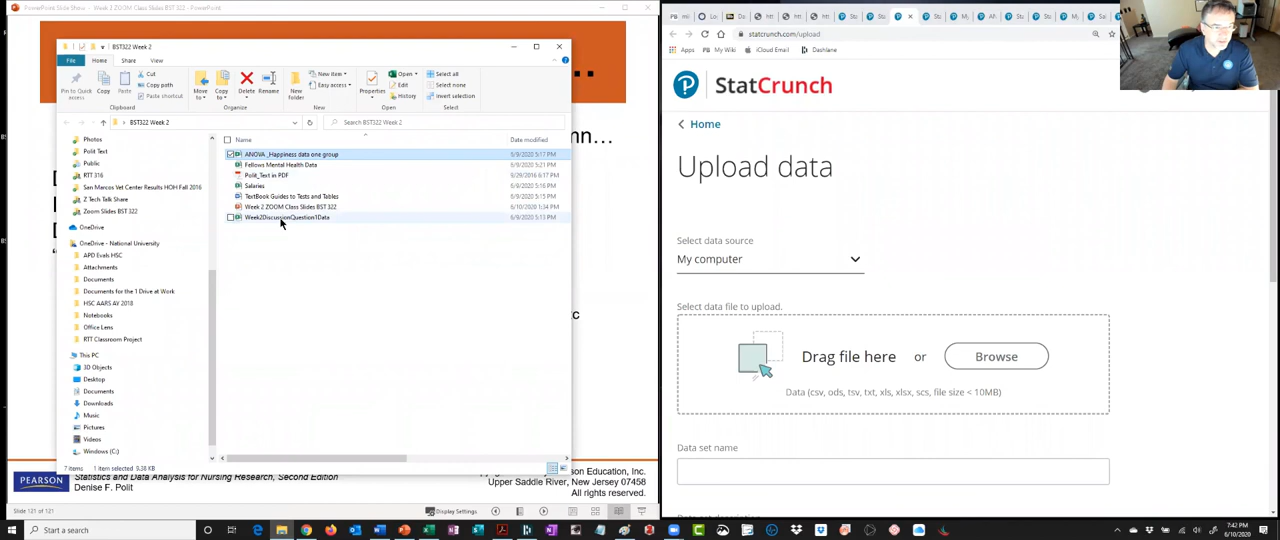 PowerPoint Slide Show - Week 2 ZOOM Class Slides BST 322 - PowerPoint
BST322 Week 2
File
Home
Share
View
Pin to Quick
access
Copy
Paste
Cut
Copy path
Paste shortcut
Clipboard
Move
to
Copy
to
Delete
Rename
Organize
New
folder
New item
Easy access
New
Properties
Open
Edit
History
Open
Select all
Select none
Invert selection
Select
BST322 Week 2
Search BST322 Week 2
Name
Date modified
Photos
Polit Text
Public
RTT 316
San Marcos Vet Center Results HOH Fall 2016
Z Tech Talk Share
Zoom Slides BST 322
OneDrive
OneDrive - National University
APD Evals HSC
Attachments
Documents
Documents for the 1 Drive at Work
HSC AARS AY 2018
Notebooks
Office Lens
RTT Classroom Project
This PC
3D Objects
Desktop
Documents
Downloads
Music
Pictures
Videos
Windows (C:)
ANOVA _Happiness data one group 6/9/2020 5:17 PM
Fellows Mental Health Data 6/9/2020 5:21 PM
Polit_Text in PDF 9/29/2016 6:17 PM
Salaries 6/9/2020 5:16 PM
TextBook Guides to Tests and Tables 6/9/2020 5:15 PM
Week 2 ZOOM Class Slides BST 322 6/10/2020 1:34 PM
Week2DiscussionQuestion1Data 6/9/2020 5:13 PM
7 items 1 item selected 9.38 KB
...
mn...
tc
PEARSON
Statistics and Data Analysis for Nursing Research, Second Edition
Denise F. Polit
son Education, Inc.
Upper Saddle River, New Jersey 07458
All rights reserved.
Slide 121 of 121
Display Settings
statcrunch.com/upload
Apps
My Wiki
iCloud Email
Dashlane
StatCrunch
Home
Upload data
Select data source
My computer
Select data file to upload.
Drag file here or Browse
Data (csv, ods, tsv, txt, xls, xlsx, scs, file size < 10MB)
Data set name
Start a search
7:42 PM
6/10/2020